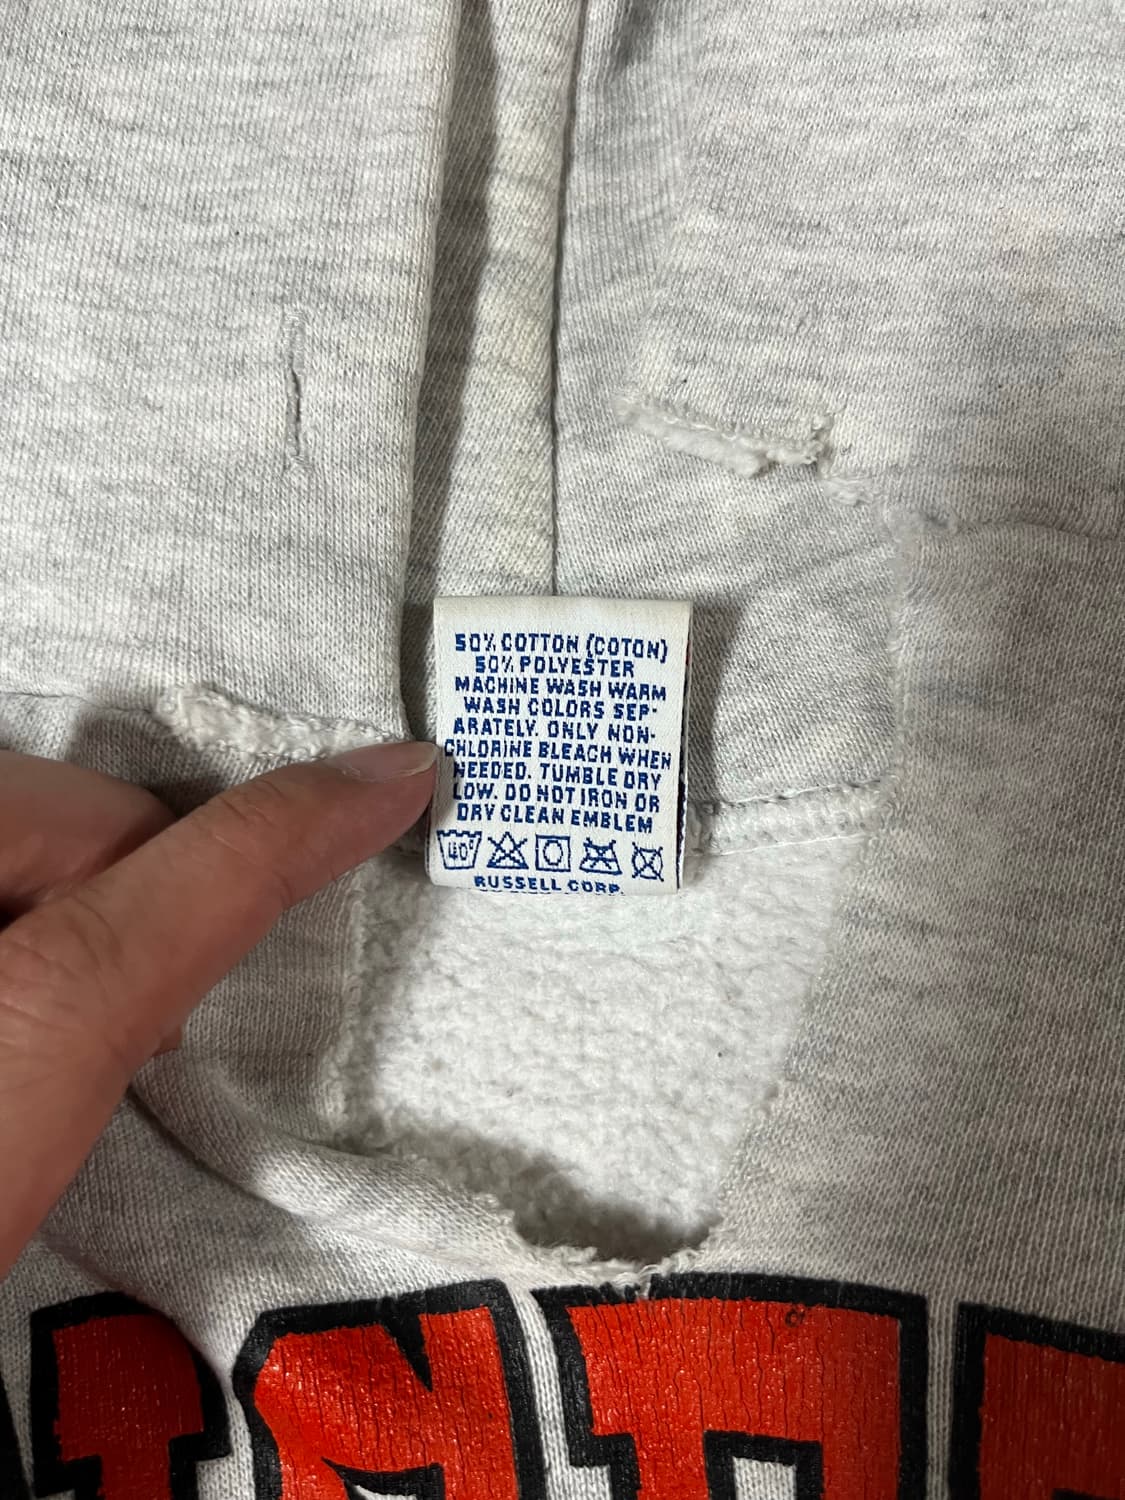 50% COTTON (COTON)
50% POLYESTER
MACHINE WASH WARM
WASH COLORS SEP-
ARATELY. ONLY NON-
CHLORINE BLEACH WHEN
NEEDED. TUMBLE DRY
LOW. DO NOT IRON OR
DRY CLEAN EMBLEM
40°
RUSSELL CORP.